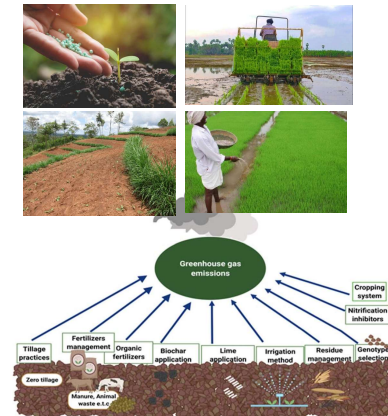 Greenhouse gas
emissions
Cropping
system
Nitrification
inhibitors
Tillage
practices
Fertilizers
management
Organic
fertilizers
Biochar
application
Lime
application
Irrigation
method
Residue
management
Genotype
selection
Zero tillage
Manure, Animal
waste e.t.c